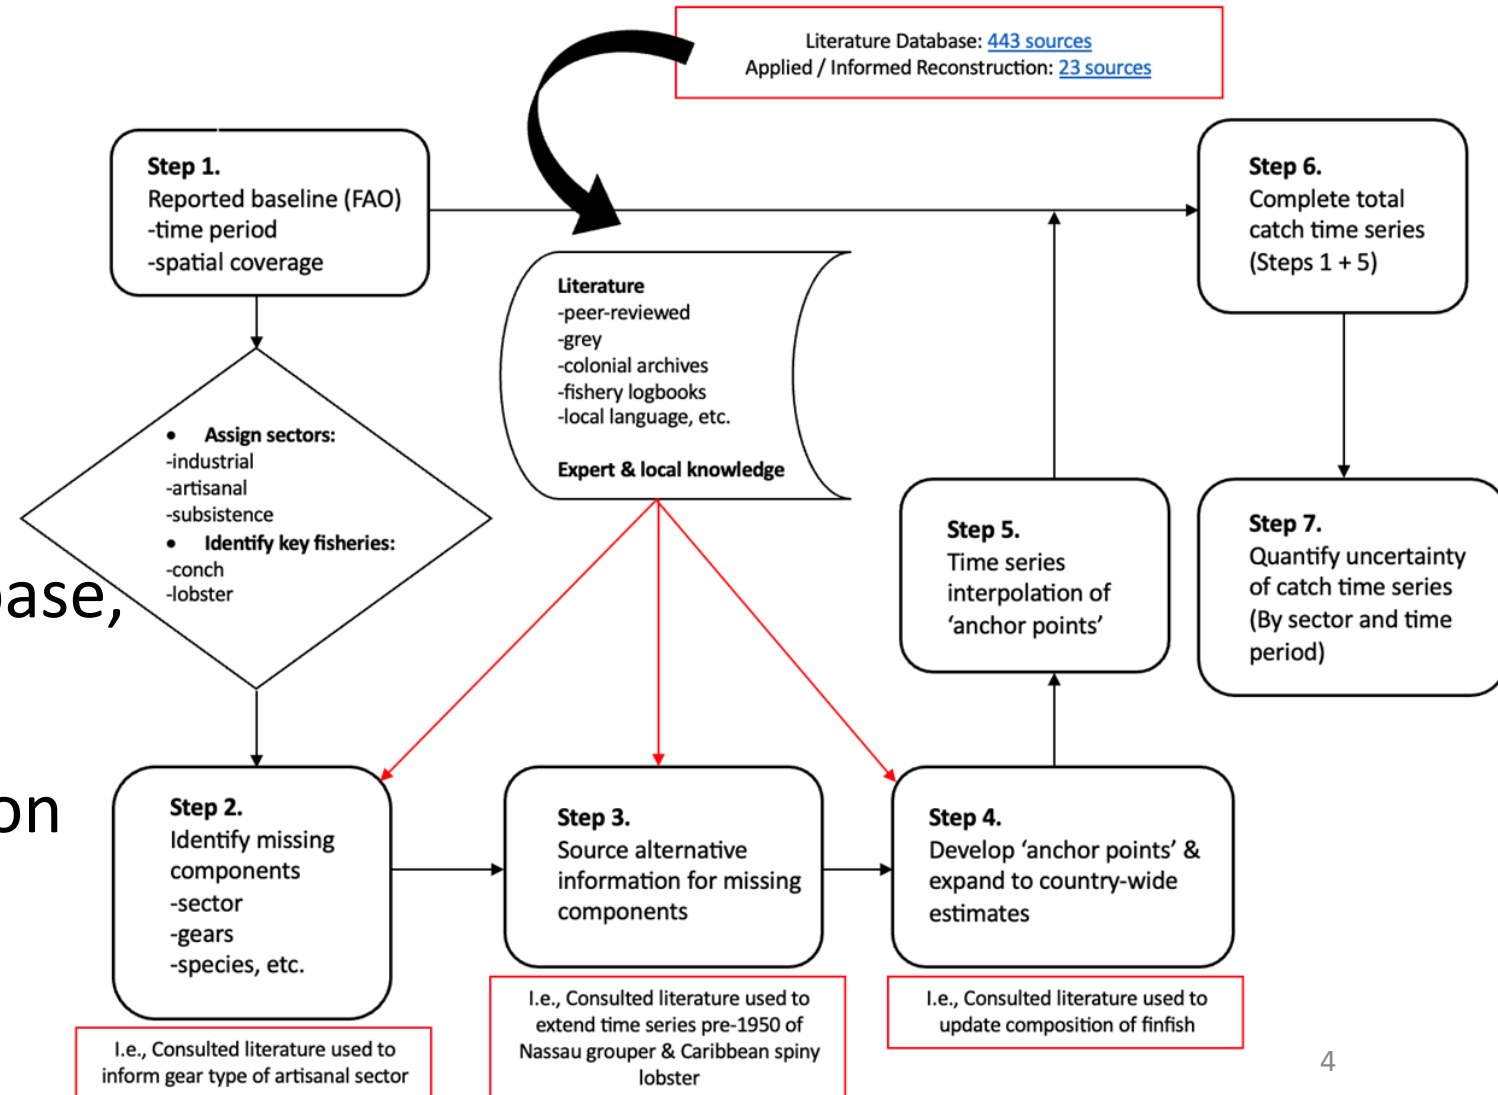 Literature Database: 443 sources
Applied / Informed Reconstruction: 23 sources
Step 1.
Reported baseline (FAO)
-time period
-spatial coverage
Step 6.
Complete total
catch time series
(Steps 1 + 5)
Literature
-peer-reviewed
-grey
-colonial archives
-fishery logbooks
-local language, etc.
Expert & local knowledge
• Assign sectors:
-industrial
-artisanal
-subsistence
• Identify key fisheries:
-conch
-lobster
Step 5.
Time series
interpolation of
‘anchor points’
Step 7.
Quantify uncertainty
of catch time series
(By sector and time
period)
base,
on
Step 2.
Identify missing
components
-sector
-gears
-species, etc.
Step 3.
Source alternative
information for missing
components
Step 4.
Develop ‘anchor points’ &
expand to country-wide
estimates
I.e., Consulted literature used to
inform gear type of artisanal sector
I.e., Consulted literature used to
extend time series pre-1950 of
Nassau grouper & Caribbean spiny
lobster
I.e., Consulted literature used to
update composition of finfish
4